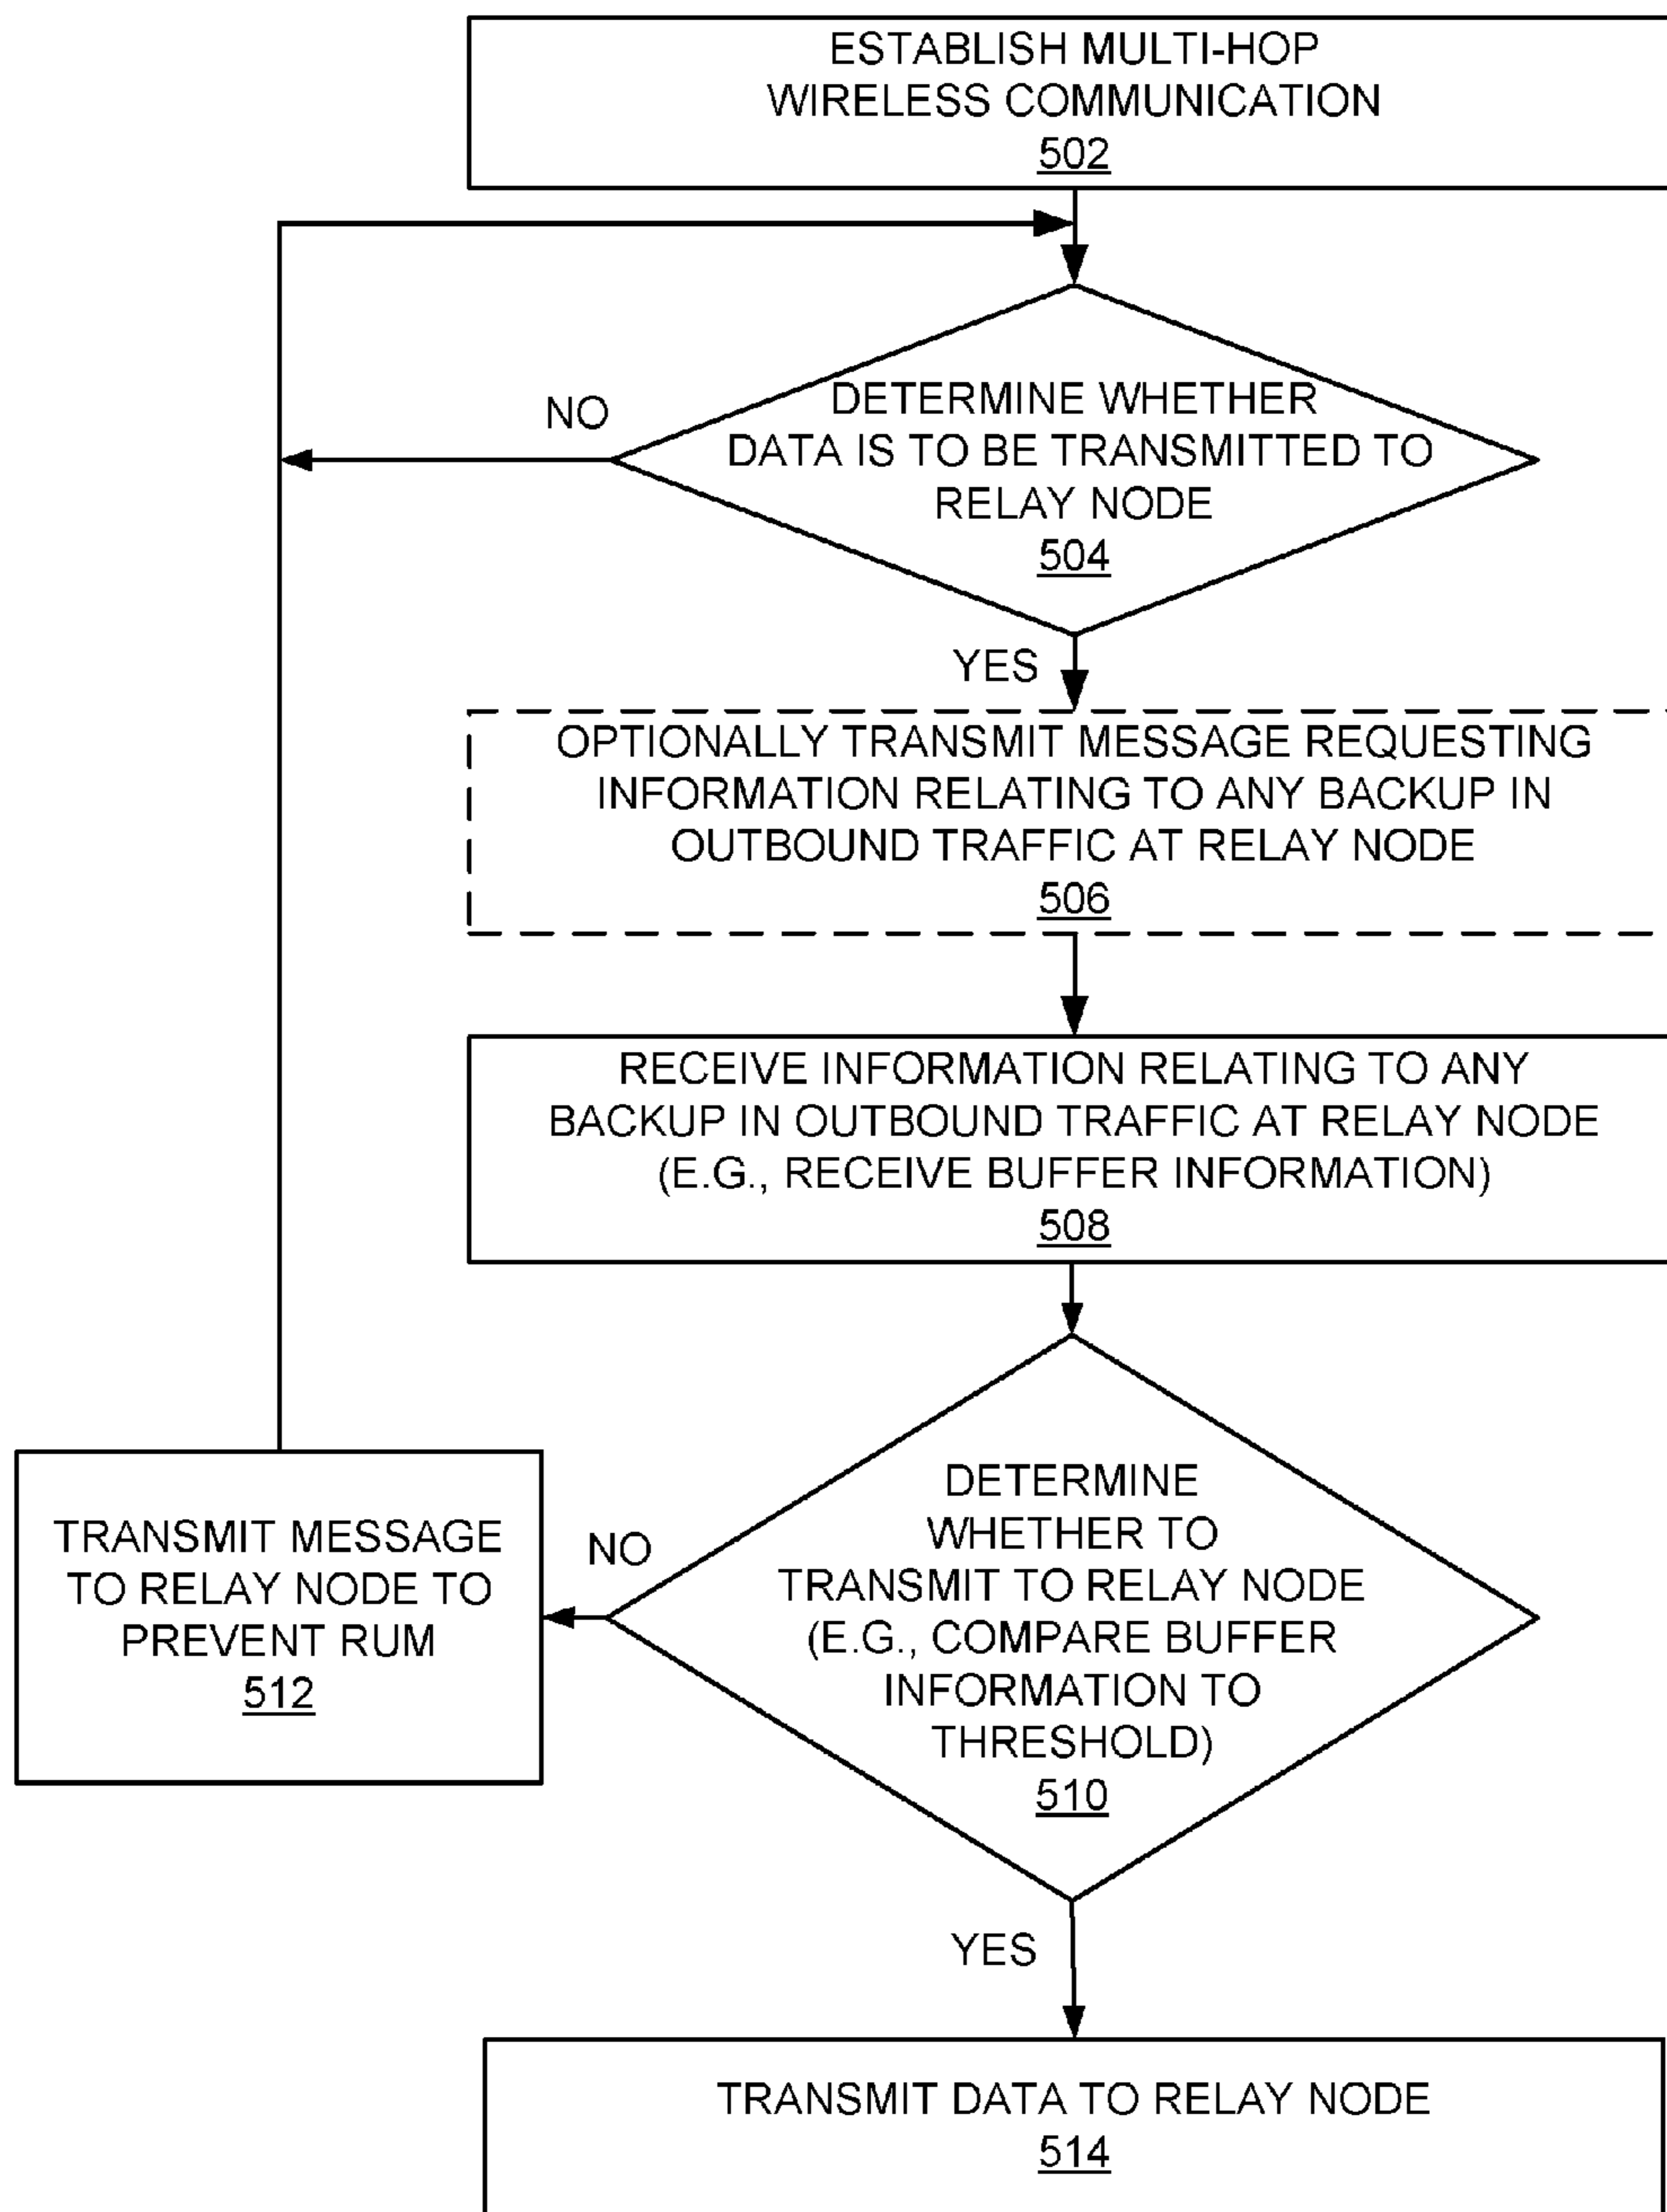 ESTABLISH MULTI-HOP
WIRELESS COMMUNICATION
502
NO
DETERMINE WHETHER
DATA IS TO BE TRANSMITTED TO
RELAY NODE
504
YES
OPTIONALLY TRANSMIT MESSAGE REQUESTING
INFORMATION RELATING TO ANY BACKUP IN
OUTBOUND TRAFFIC AT RELAY NODE
506
RECEIVE INFORMATION RELATING TO ANY
BACKUP IN OUTBOUND TRAFFIC AT RELAY NODE
(E.G., RECEIVE BUFFER INFORMATION)
508
DETERMINE
WHETHER TO
TRANSMIT TO RELAY NODE
(E.G., COMPARE BUFFER
INFORMATION TO
THRESHOLD)
510
NO
TRANSMIT MESSAGE
TO RELAY NODE TO
PREVENT RUM
512
YES
TRANSMIT DATA TO RELAY NODE
514